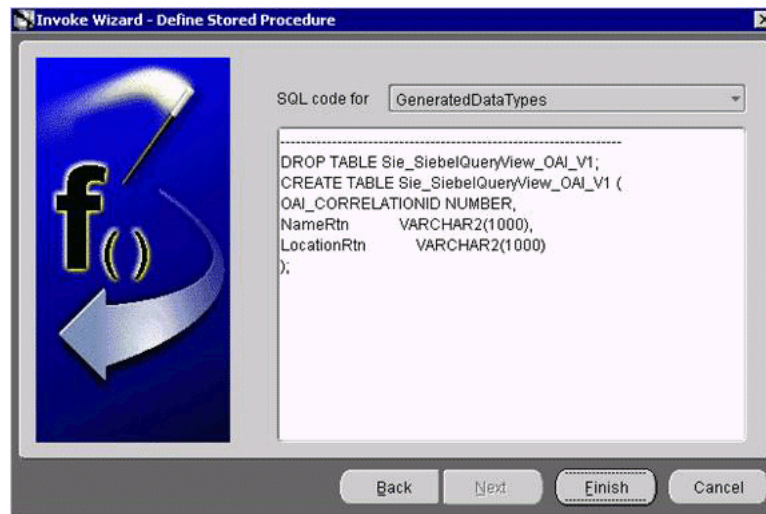 Invoke Wizard - Define Stored Procedure
SQL code for GeneratedDataTypes
--------------------------------------------------------------------
DROP TABLE Sie_SiebelQueryView_OAI_V1;
CREATE TABLE Sie_SiebelQueryView_OAI_V1 (
OAI_CORRELATIONID NUMBER,
NameRtn VARCHAR2(1000),
LocationRtn VARCHAR2(1000)
);
f()
Back Next Finish Cancel